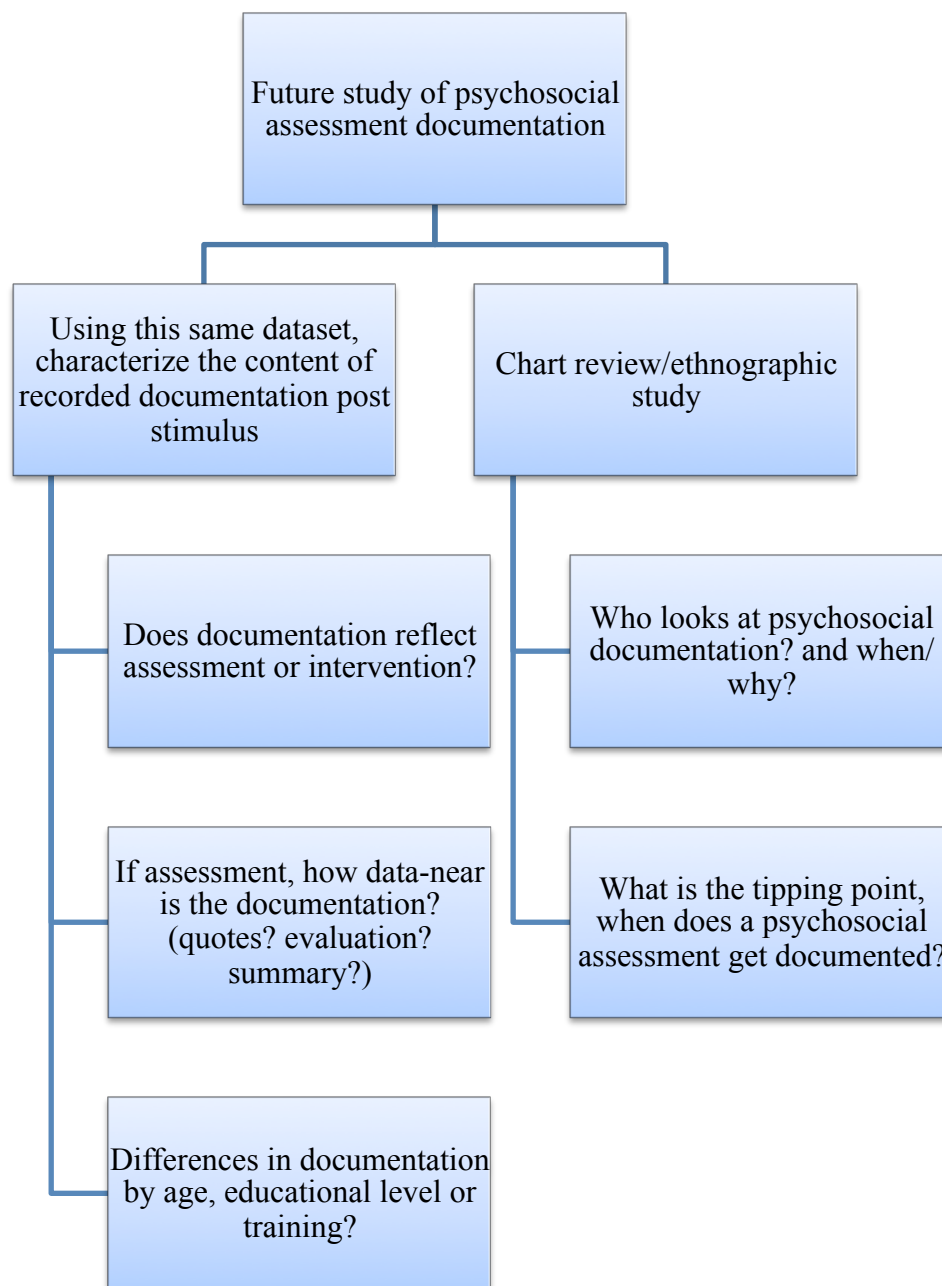 Future study of psychosocial
assessment documentation
Using this same dataset,
characterize the content of
recorded documentation post
stimulus
Does documentation reflect
assessment or intervention?
If assessment, how data-near
is the documentation?
(quotes? evaluation?
summary?)
Differences in documentation
by age, educational level or
training?
Chart review/ethnographic
study
Who looks at psychosocial
documentation? and when/
why?
What is the tipping point,
when does a psychosocial
assessment get documented?